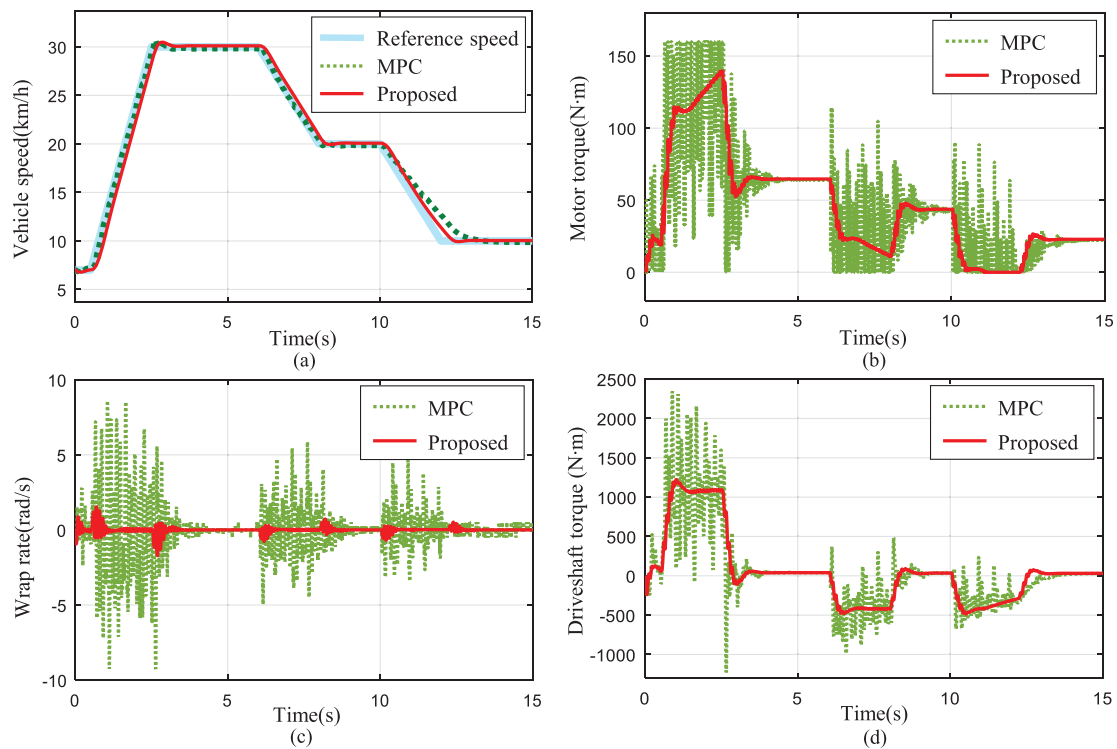 Vehicle speed(km/h)
30
25
20
15
10
5
Reference speed
MPC
Proposed
0
5
10
15
Time(s)
(a)
Motor torque(N·m)
150
100
50
0
MPC
Proposed
0
5
10
15
Time(s)
(b)
Wrap rate(rad/s)
10
5
0
-5
-10
MPC
Proposed
0
5
10
15
Time(s)
(c)
Driveshaft torque (N·m)
2500
2000
1500
1000
500
0
-500
-1000
MPC
Proposed
0
5
10
15
Time(s)
(d)